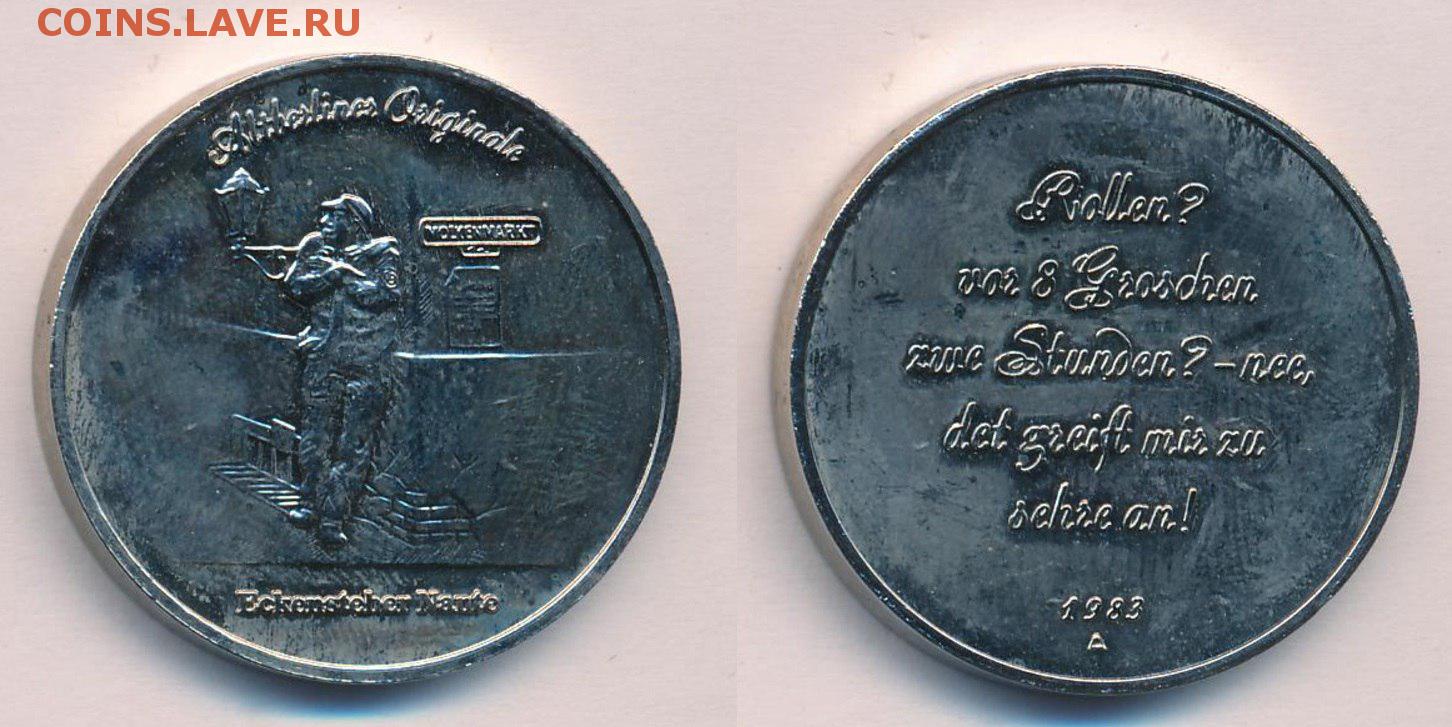 COINS.LAVE.RU
Altberliner Originale
MOLKENMARKT
Eckensteher Nante
Rollen?
vor 8 Groschen
zwe Stunden? – nee,
det greift mir zu
sehre an!
1983
A